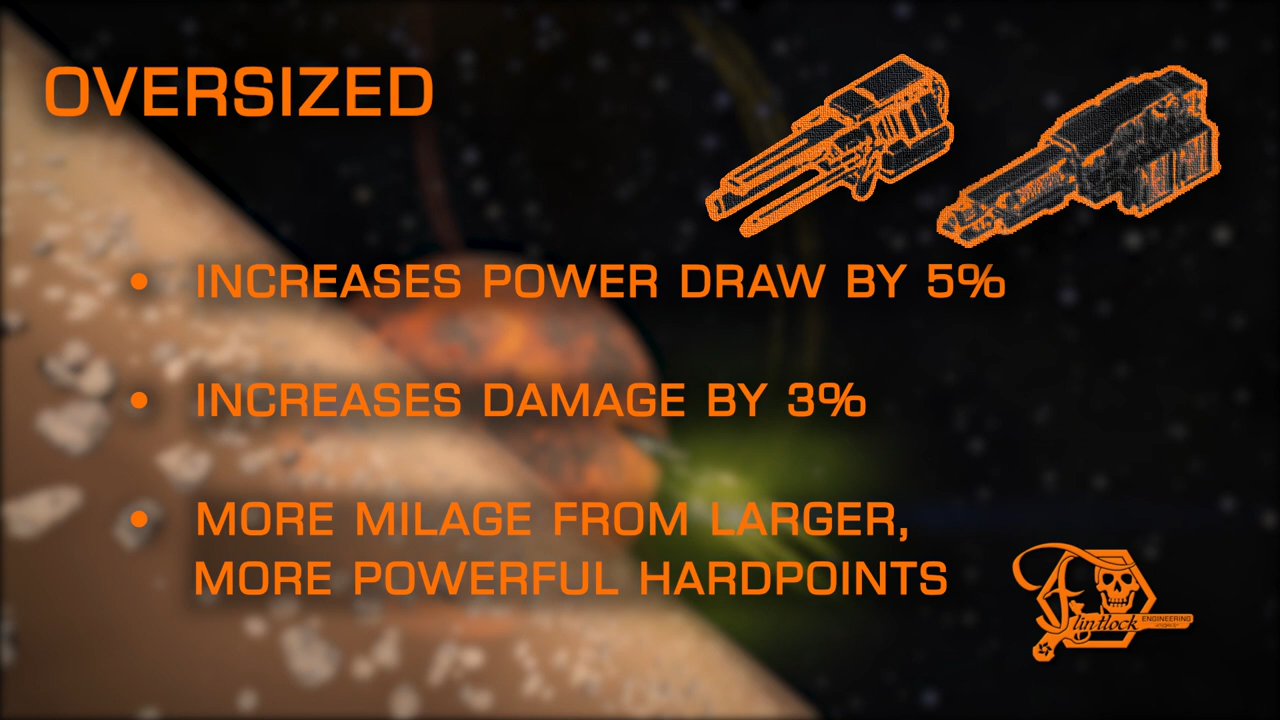 OVERSIZED
• INCREASES POWER DRAW BY 5%
• INCREASES DAMAGE BY 3%
• MORE MILAGE FROM LARGER,
MORE POWERFUL HARDPOINTS
Flintlock
ENGINEERING